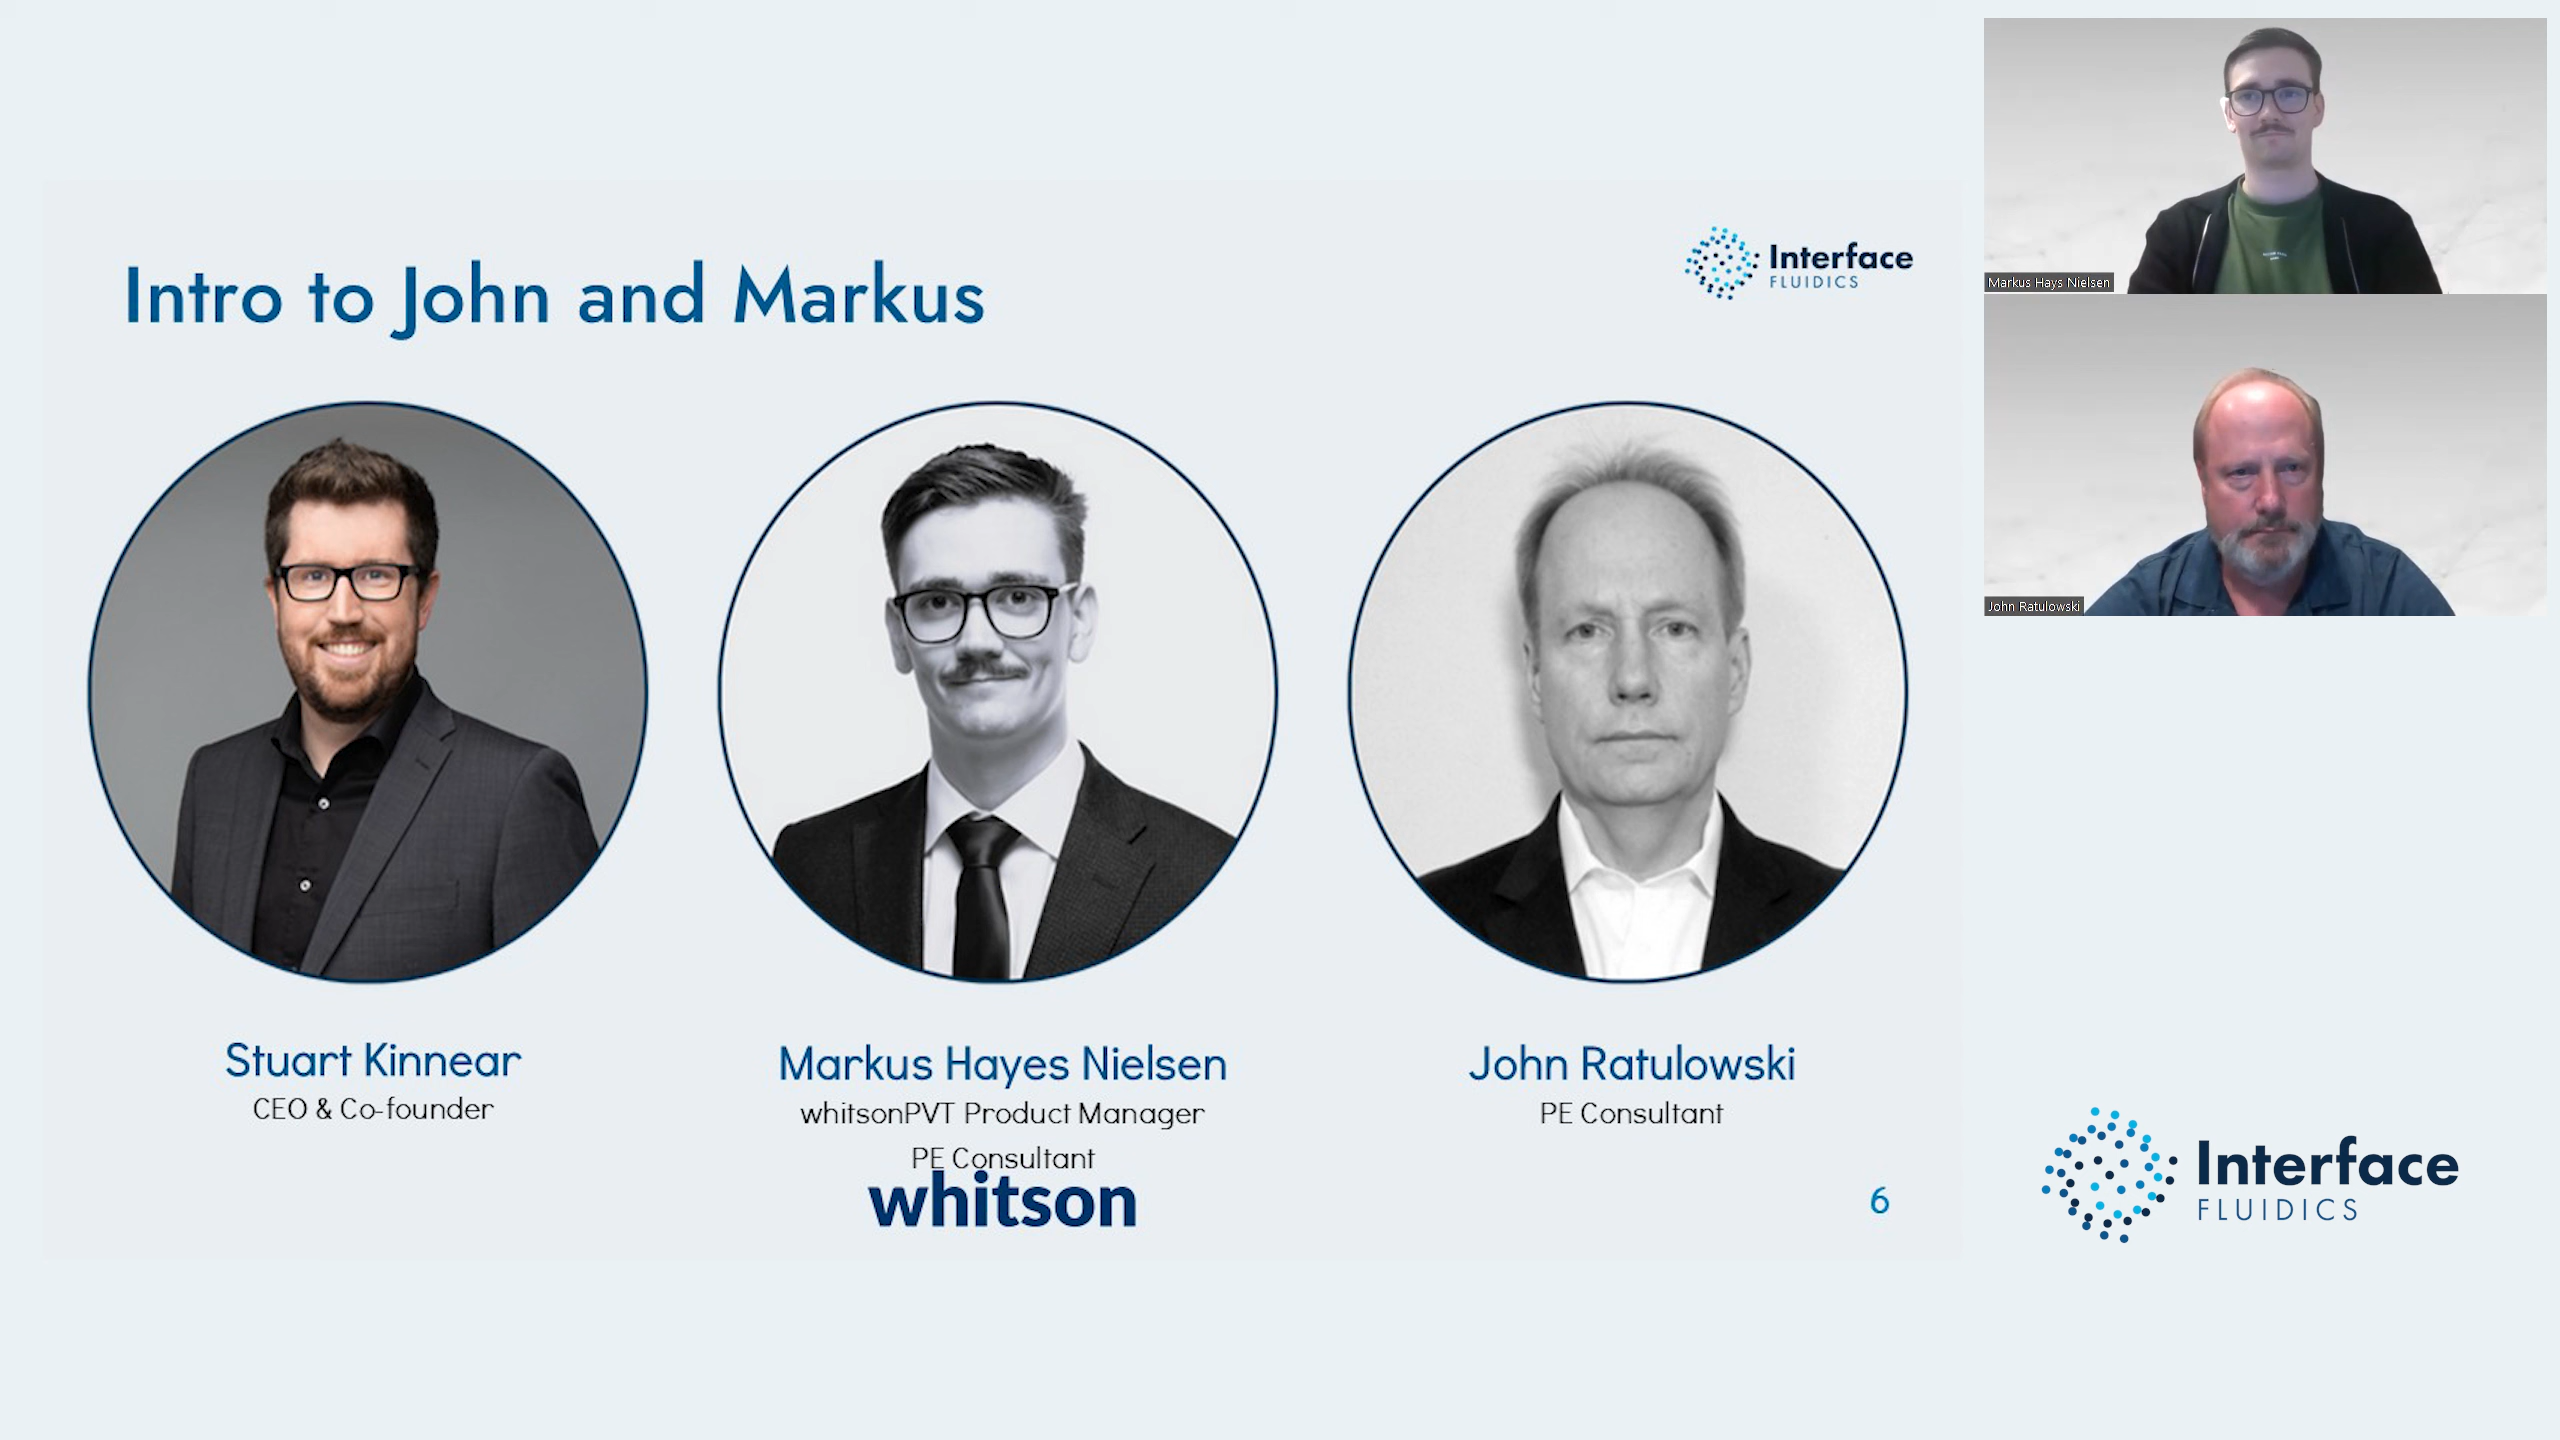 Intro to John and Markus
Interface
FLUIDICS
Stuart Kinnear
CEO & Co-founder
Markus Hayes Nielsen
whitsonPVT Product Manager
PE Consultant
whitson
John Ratulowski
PE Consultant
6
Markus Hays Nielsen
John Ratulowski
Interface
FLUIDICS